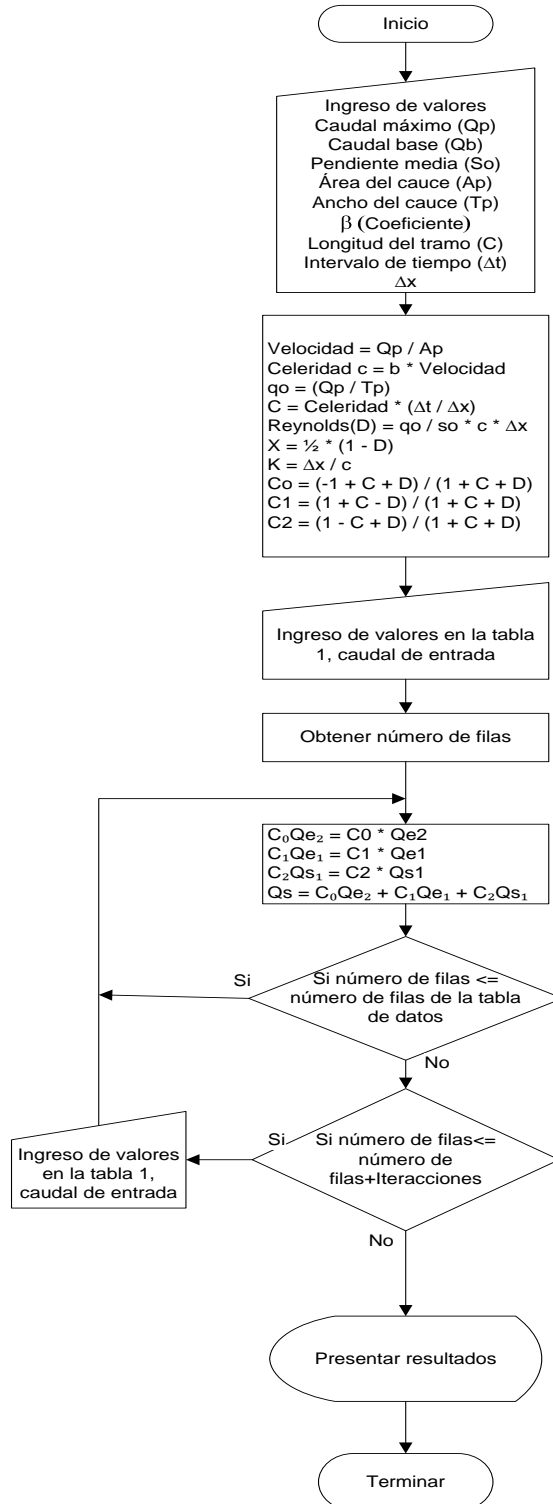 Inicio
Ingreso de valores
Caudal máximo (Qp)
Caudal base (Qb)
Pendiente media (So)
Área del cauce (Ap)
Ancho del cauce (Tp)
β (Coeficiente)
Longitud del tramo (C)
Intervalo de tiempo (Δt)
Δx
Velocidad = Qp / Ap
Celeridad c = b * Velocidad
qo = (Qp / Tp)
C = Celeridad * (Δt / Δx)
Reynolds(D) = qo / so * c * Δx
X = ½ * (1 - D)
K = Δx / c
Co = (-1 + C + D) / (1 + C + D)
C1 = (1 + C - D) / (1 + C + D)
C2 = (1 - C + D) / (1 + C + D)
Ingreso de valores en la tabla
1, caudal de entrada
Obtener número de filas
C₀Qe₂ = C0 * Qe2
C₁Qe₁ = C1 * Qe1
C₂Qs₁ = C2 * Qs1
Qs = C₀Qe₂ + C₁Qe₁ + C₂Qs₁
Si
Si número de filas <=
número de filas de la tabla
de datos
No
Si
Si número de filas<=
número de
filas+Iteracciones
Ingreso de valores
en la tabla 1,
caudal de entrada
No
Presentar resultados
Terminar